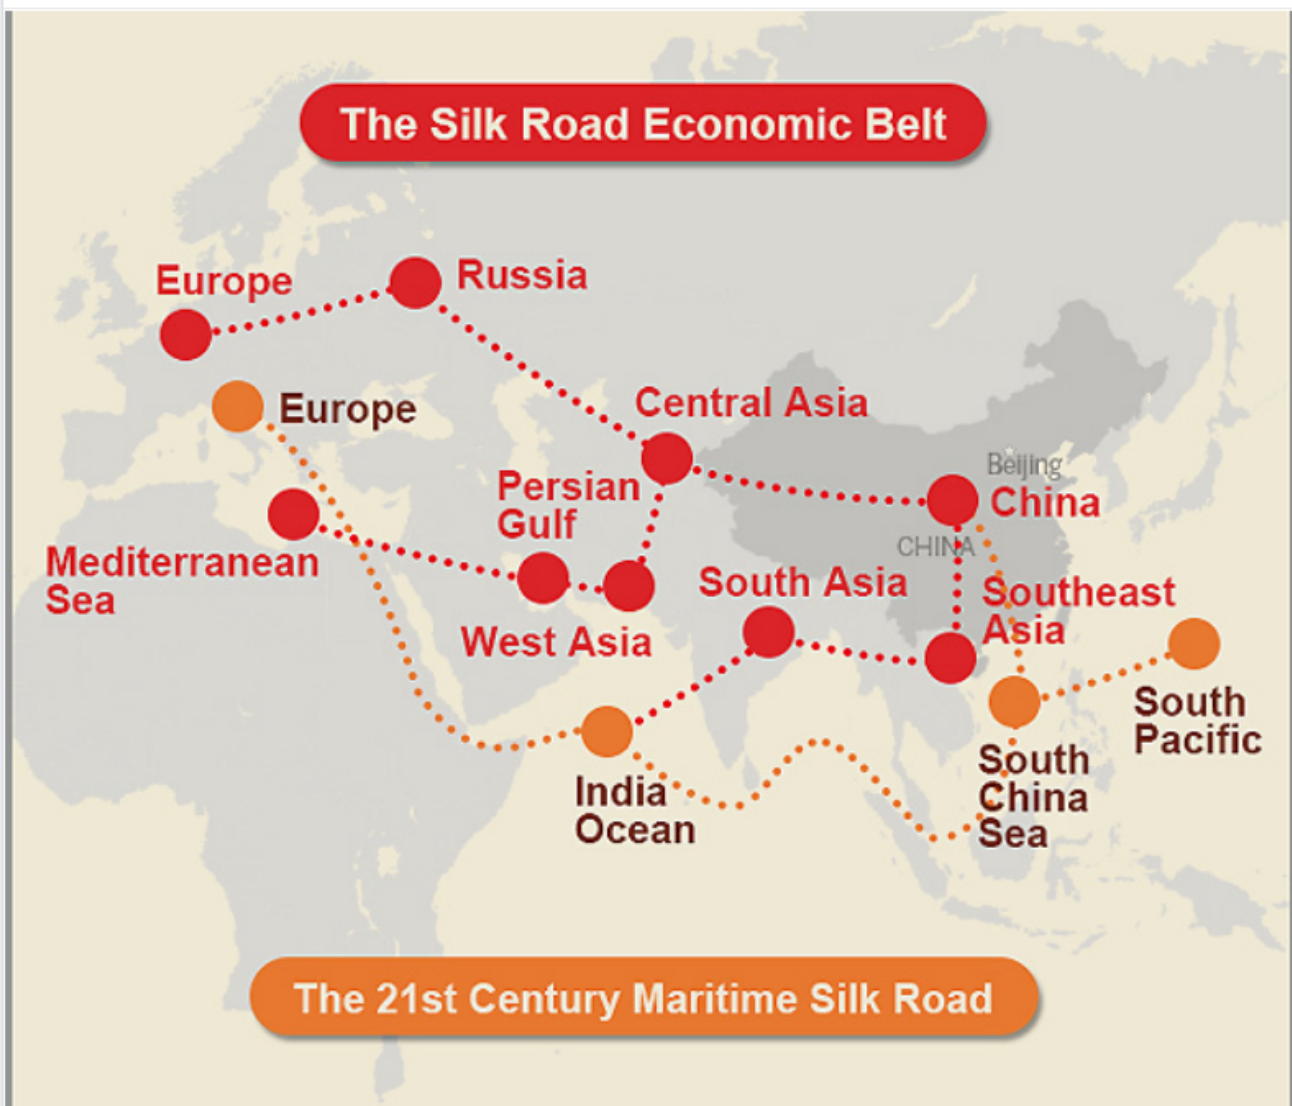 The Silk Road Economic Belt
Europe
Russia
Europe
Central Asia
Beijing
China
Persian
Gulf
CHINA
Mediterranean
Sea
South Asia
Southeast
Asia
West Asia
South
Pacific
India
Ocean
South
China
Sea
The 21st Century Maritime Silk Road